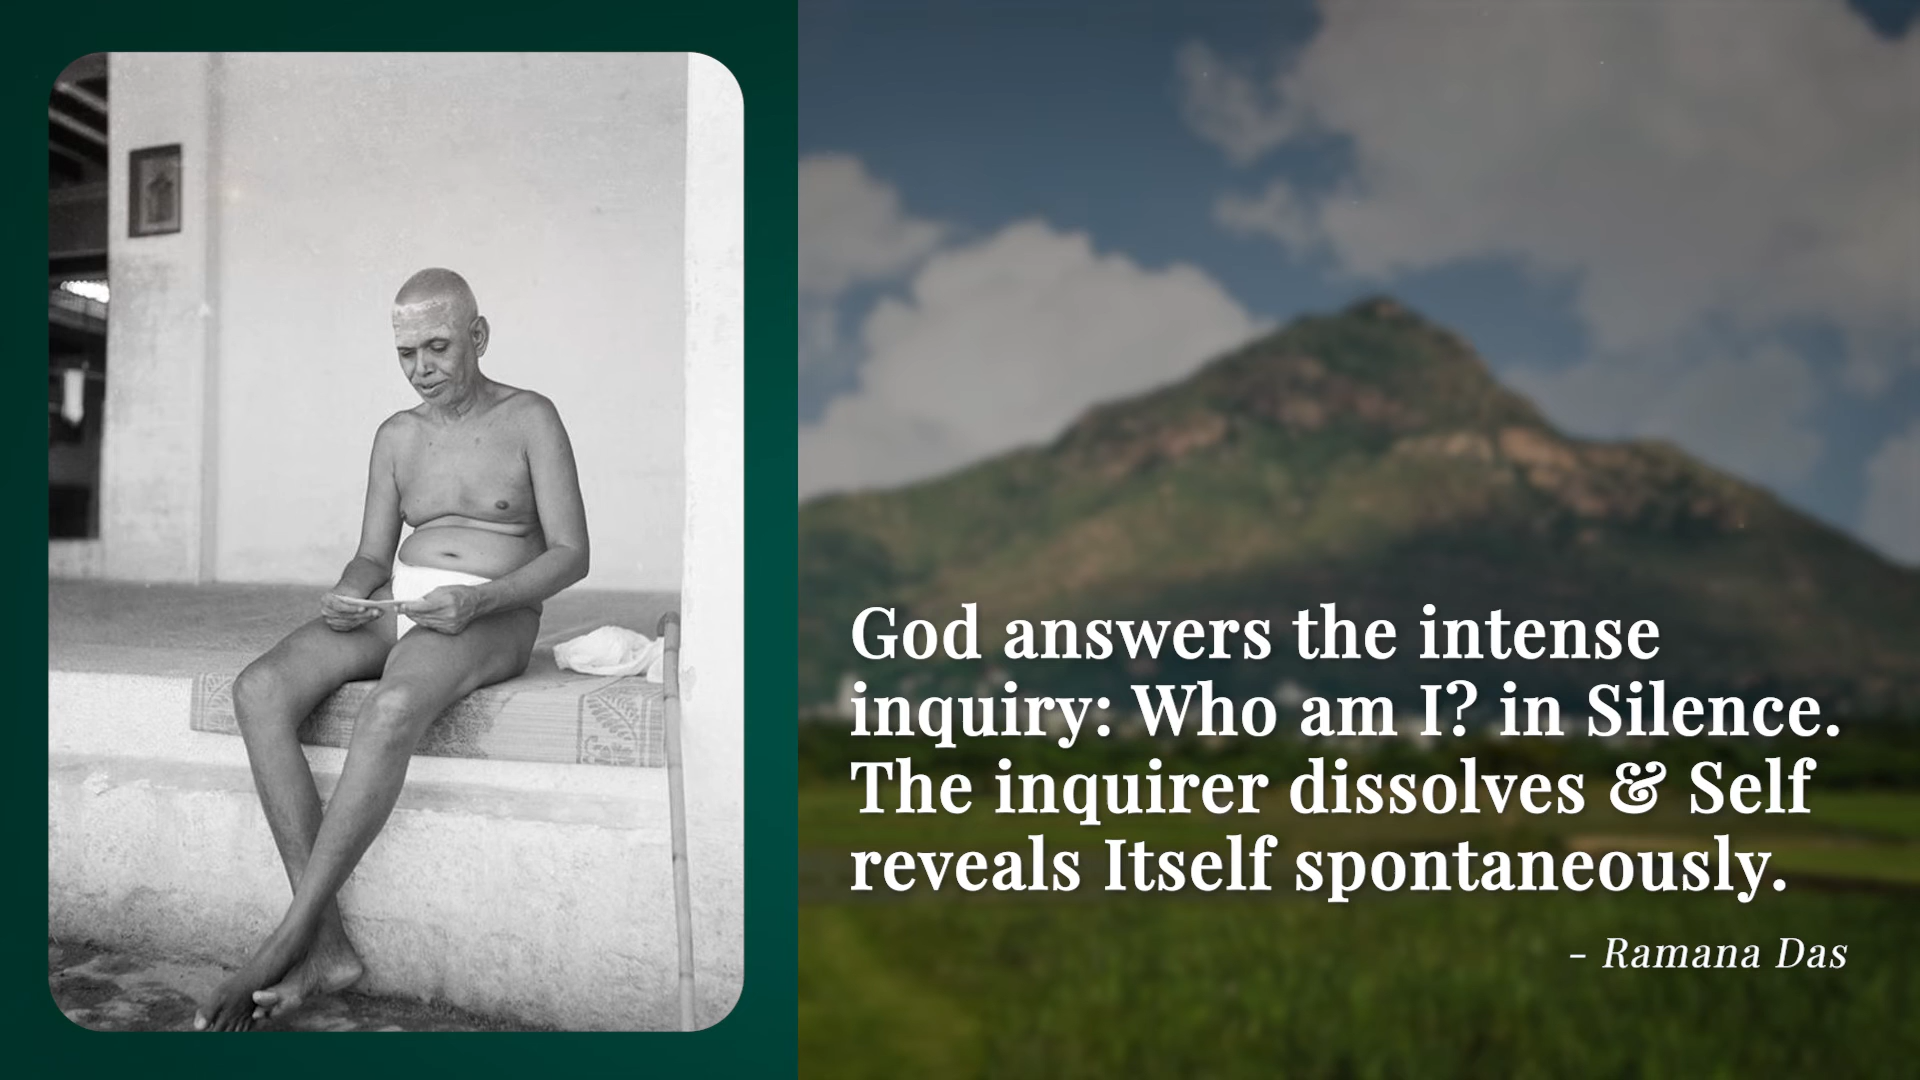 God answers the intense
inquiry: Who am I? in Silence.
The inquirer dissolves & Self
reveals Itself spontaneously.
– Ramana Das